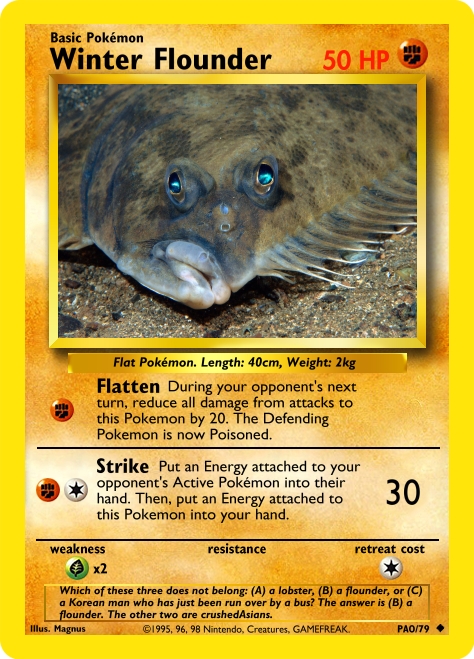 Basic Pokémon
Winter Flounder 50 HP
Flat Pokémon. Length: 40cm, Weight: 2kg
Flatten During your opponent's next
turn, reduce all damage from attacks to
this Pokemon by 20. The Defending
Pokemon is now Poisoned.
Strike Put an Energy attached to your
opponent's Active Pokémon into their
hand. Then, put an Energy attached to
this Pokemon into your hand.
30
weakness resistance retreat cost
x2
Which of these three does not belong: (A) a lobster, (B) a flounder, or (C)
a Korean man who has just been run over by a bus? The answer is (B) a
flounder. The other two are crushedAsians.
Illus. Magnus ©1995, 96, 98 Nintendo, Creatures, GAMEFREAK. PAO/79